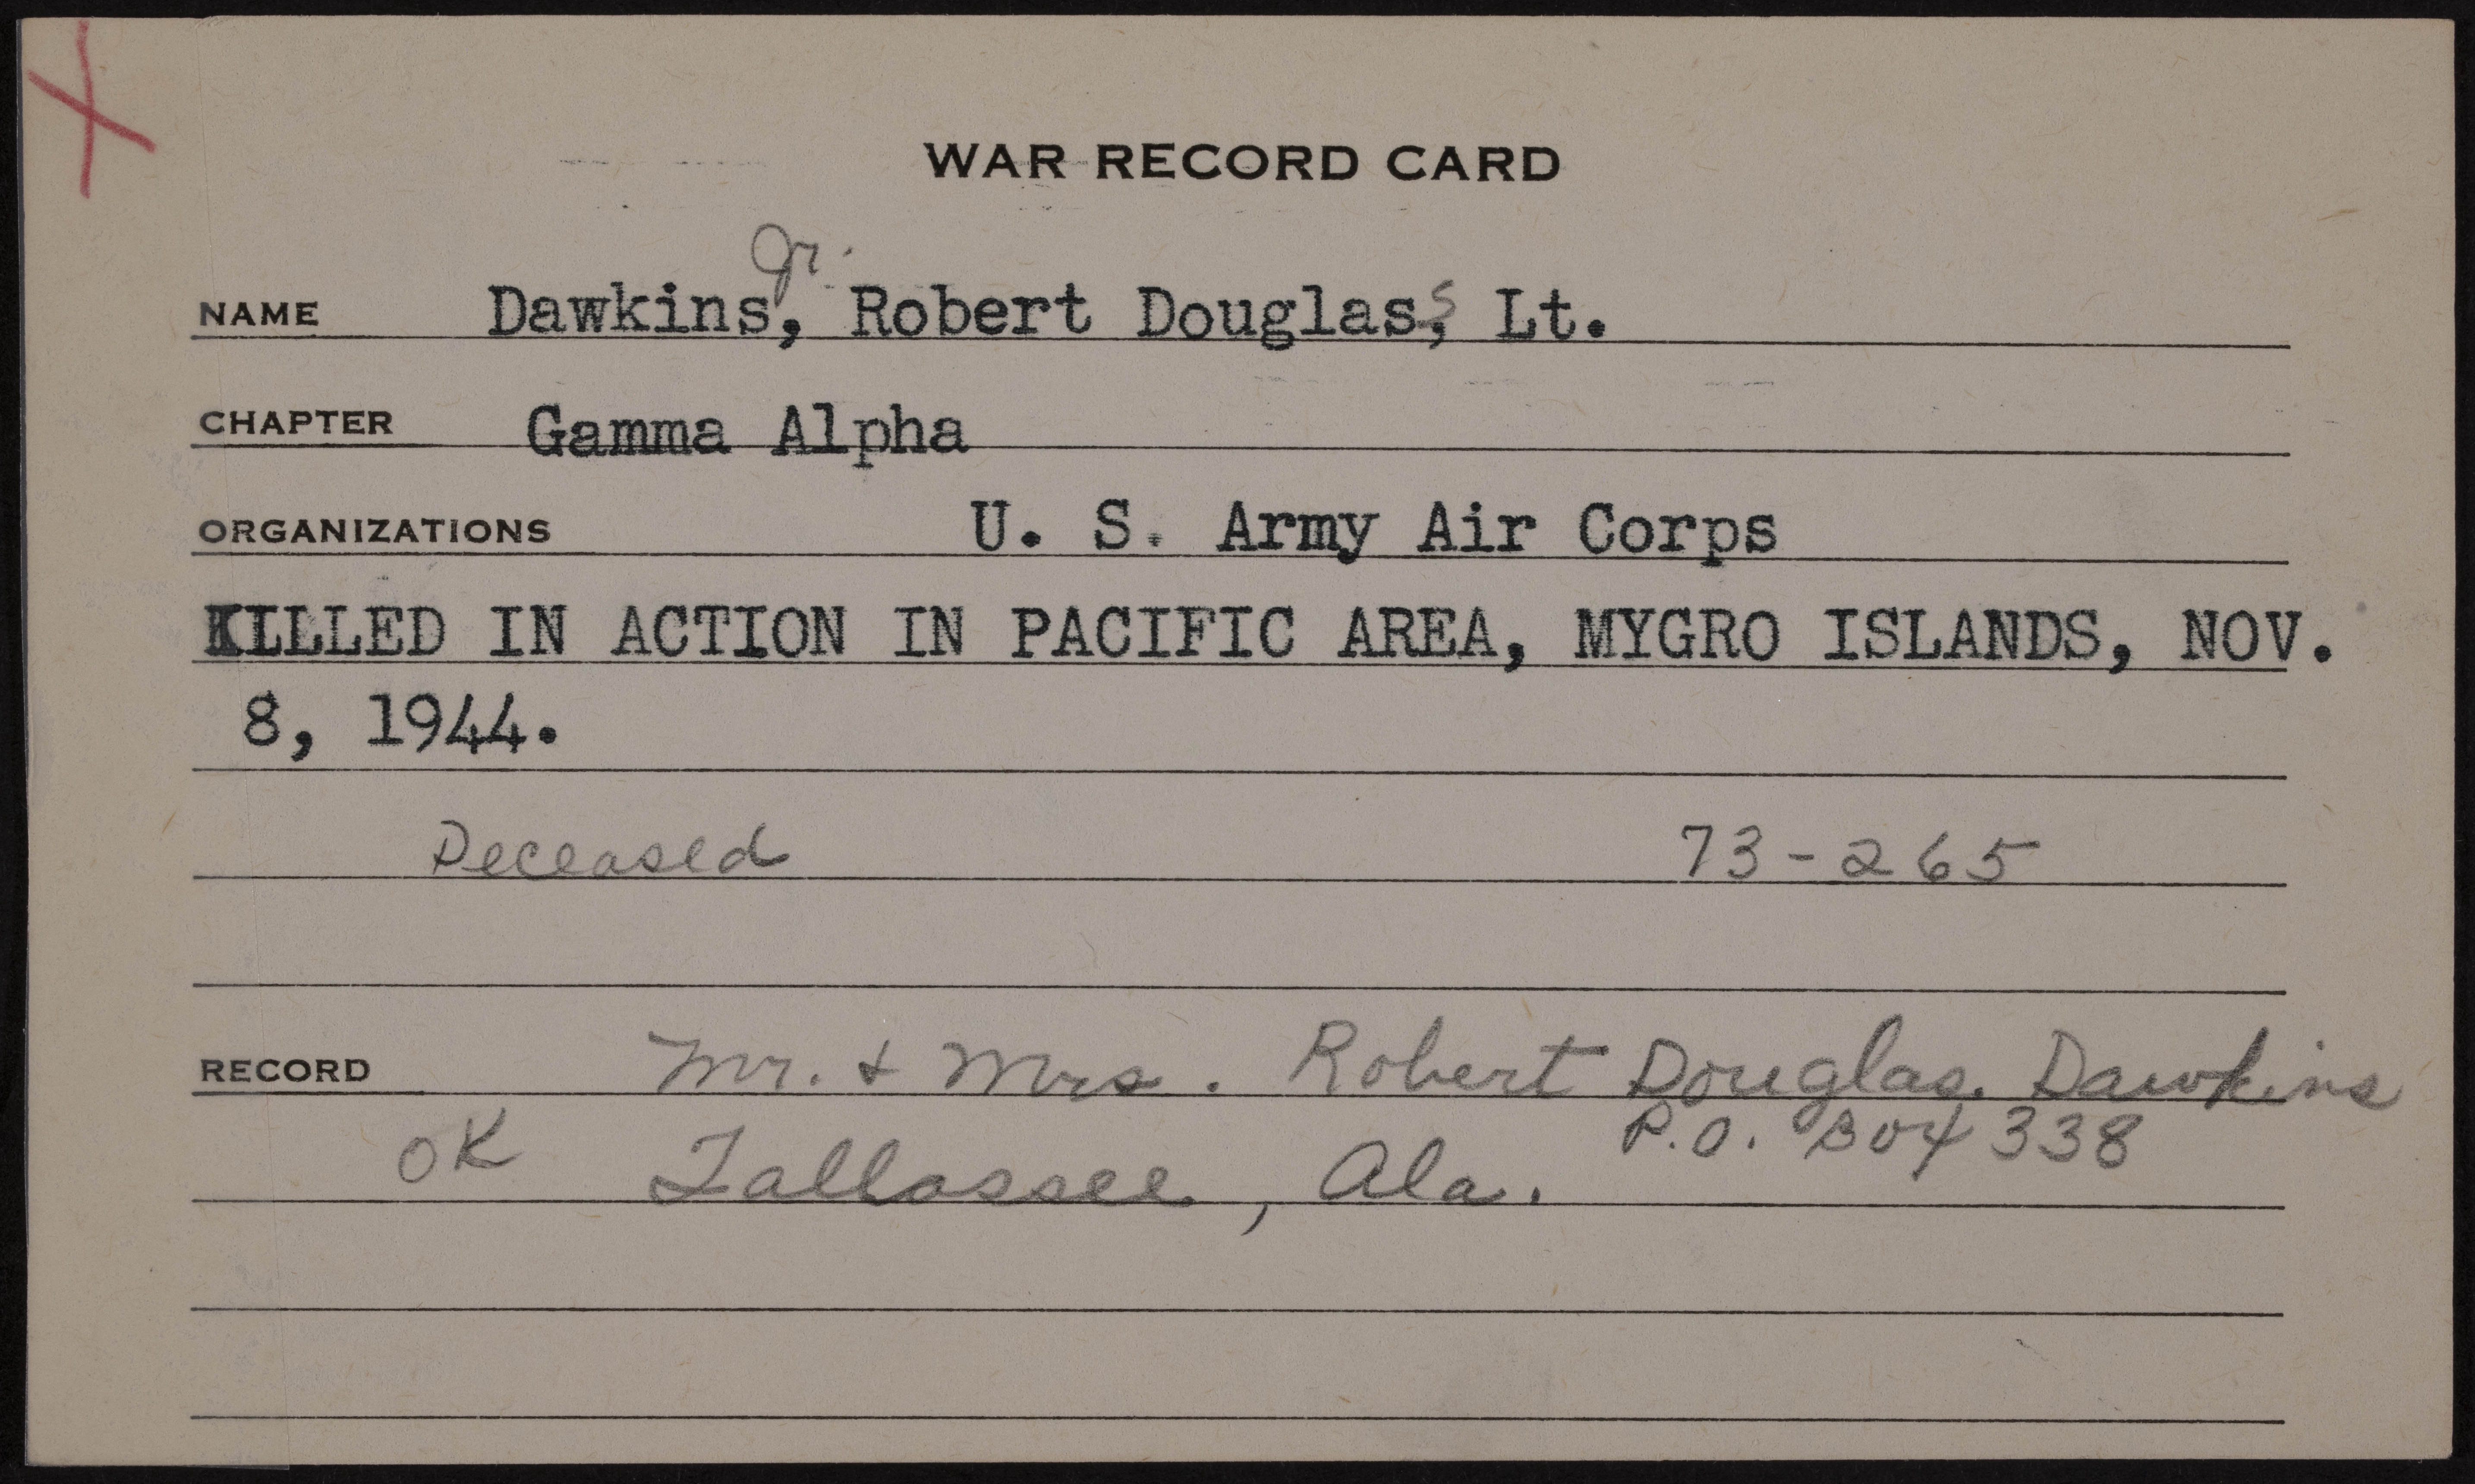 WAR RECORD CARD
Jr.
NAME Dawkins, Robert Douglas,s Lt.
CHAPTER Gamma Alpha
ORGANIZATIONS U. S. Army Air Corps
KILLED IN ACTION IN PACIFIC AREA, MYGRO ISLANDS, NOV.
8, 1944.
Deceased 73-265
RECORD Mr. & Mrs. Robert Douglas Dawkins
P.O. Box 338
OK Tallassee, Ala.